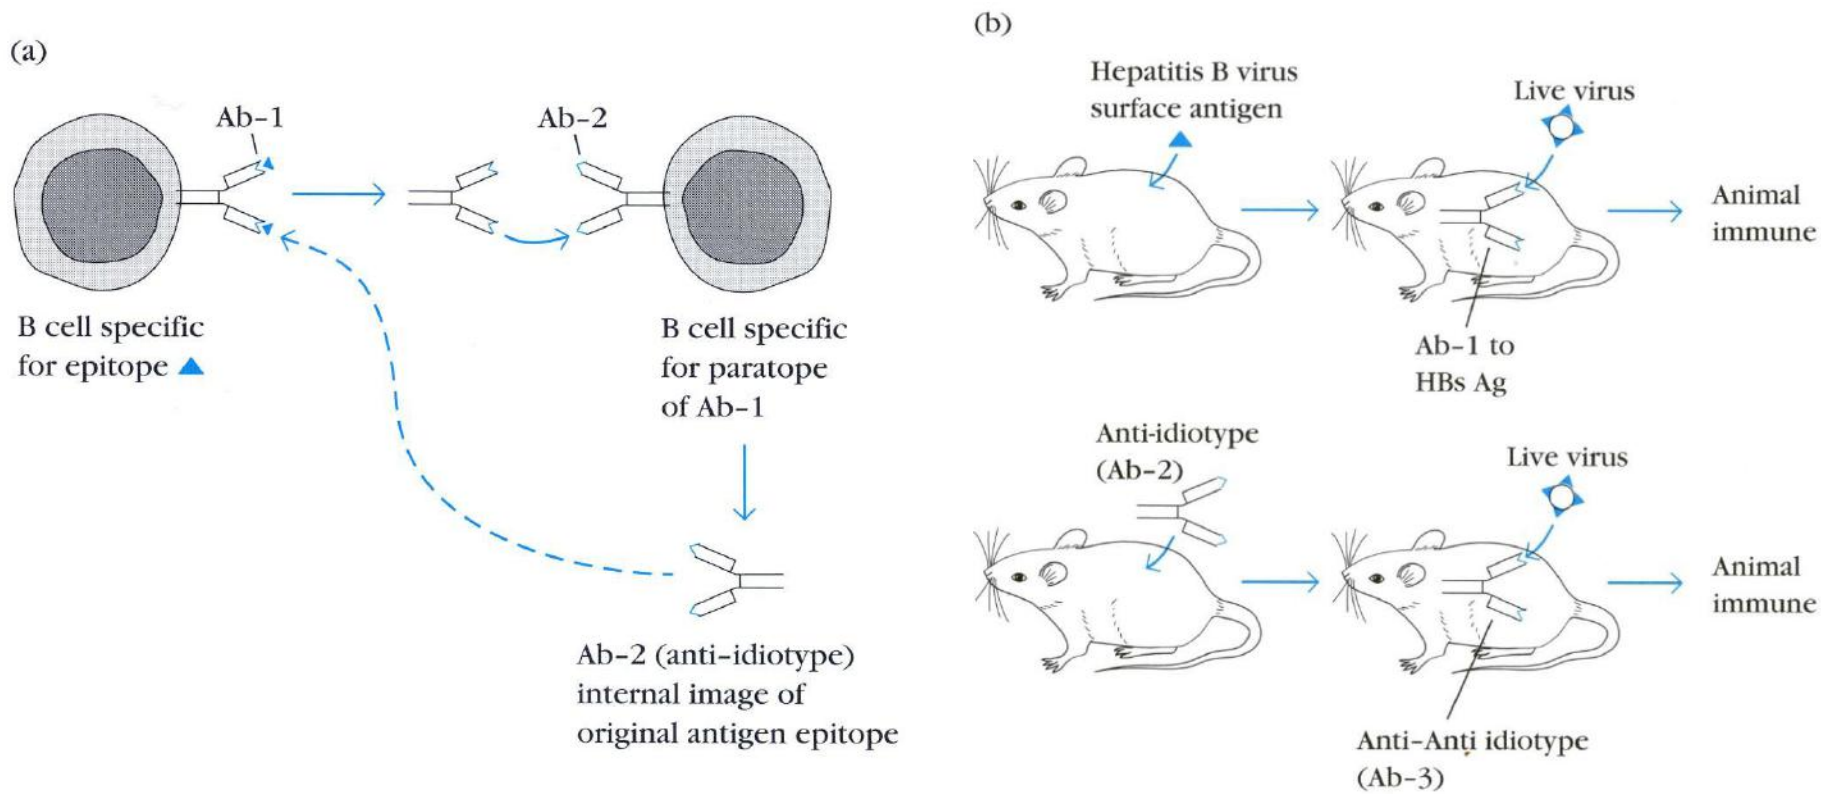 (a)
Ab-1
Ab-2
B cell specific
for epitope
B cell specific
for paratope
of Ab-1
Ab-2 (anti-idiotype)
internal image of
original antigen epitope
(b)
Hepatitis B virus
surface antigen
Live virus
Animal
immune
Ab-1 to
HBs Ag
Anti-idiotype
(Ab-2)
Live virus
Animal
immune
Anti-Anti idiotype
(Ab-3)